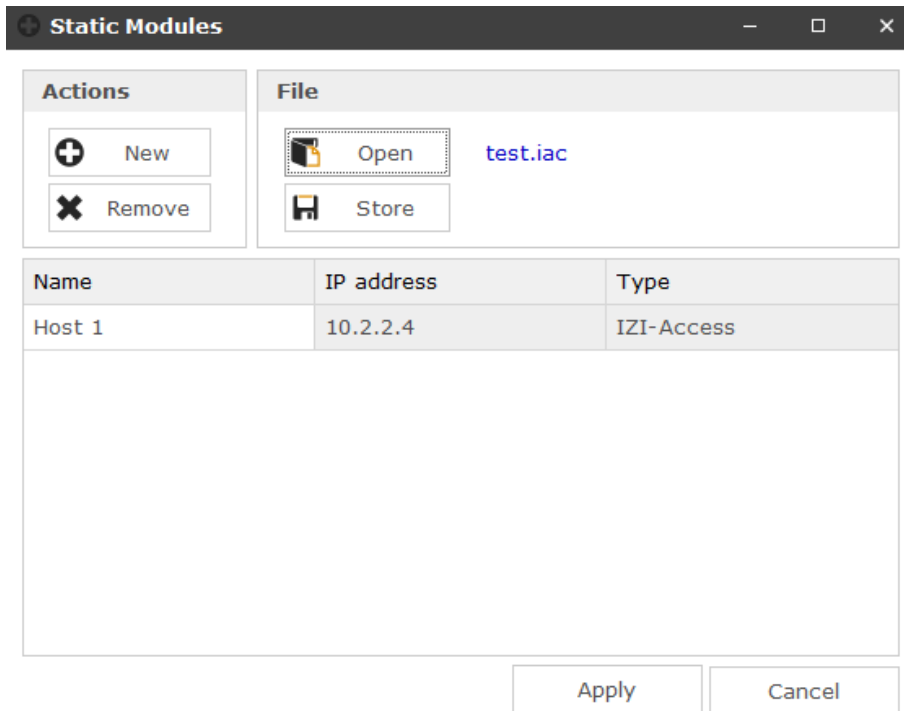 Static Modules
Actions
File
New
Open
test.iac
Remove
Store
Name IP address Type
Host 1 10.2.2.4 IZI-Access
Apply Cancel